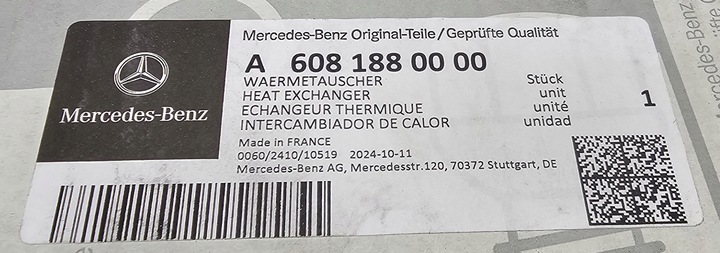 Mercedes-Benz Original-Teile/Geprüfte Qualität
A 608 188 00 00
WAERMETAUSCHER Stück
HEAT EXCHANGER unit
ECHANGEUR THERMIQUE unité 1
INTERCAMBIADOR DE CALOR unidad
Made in FRANCE
0060/2410/10519 2024-10-11
Mercedes-Benz AG, Mercedesstr.120, 70372 Stuttgart, DE
Mercedes-Benz